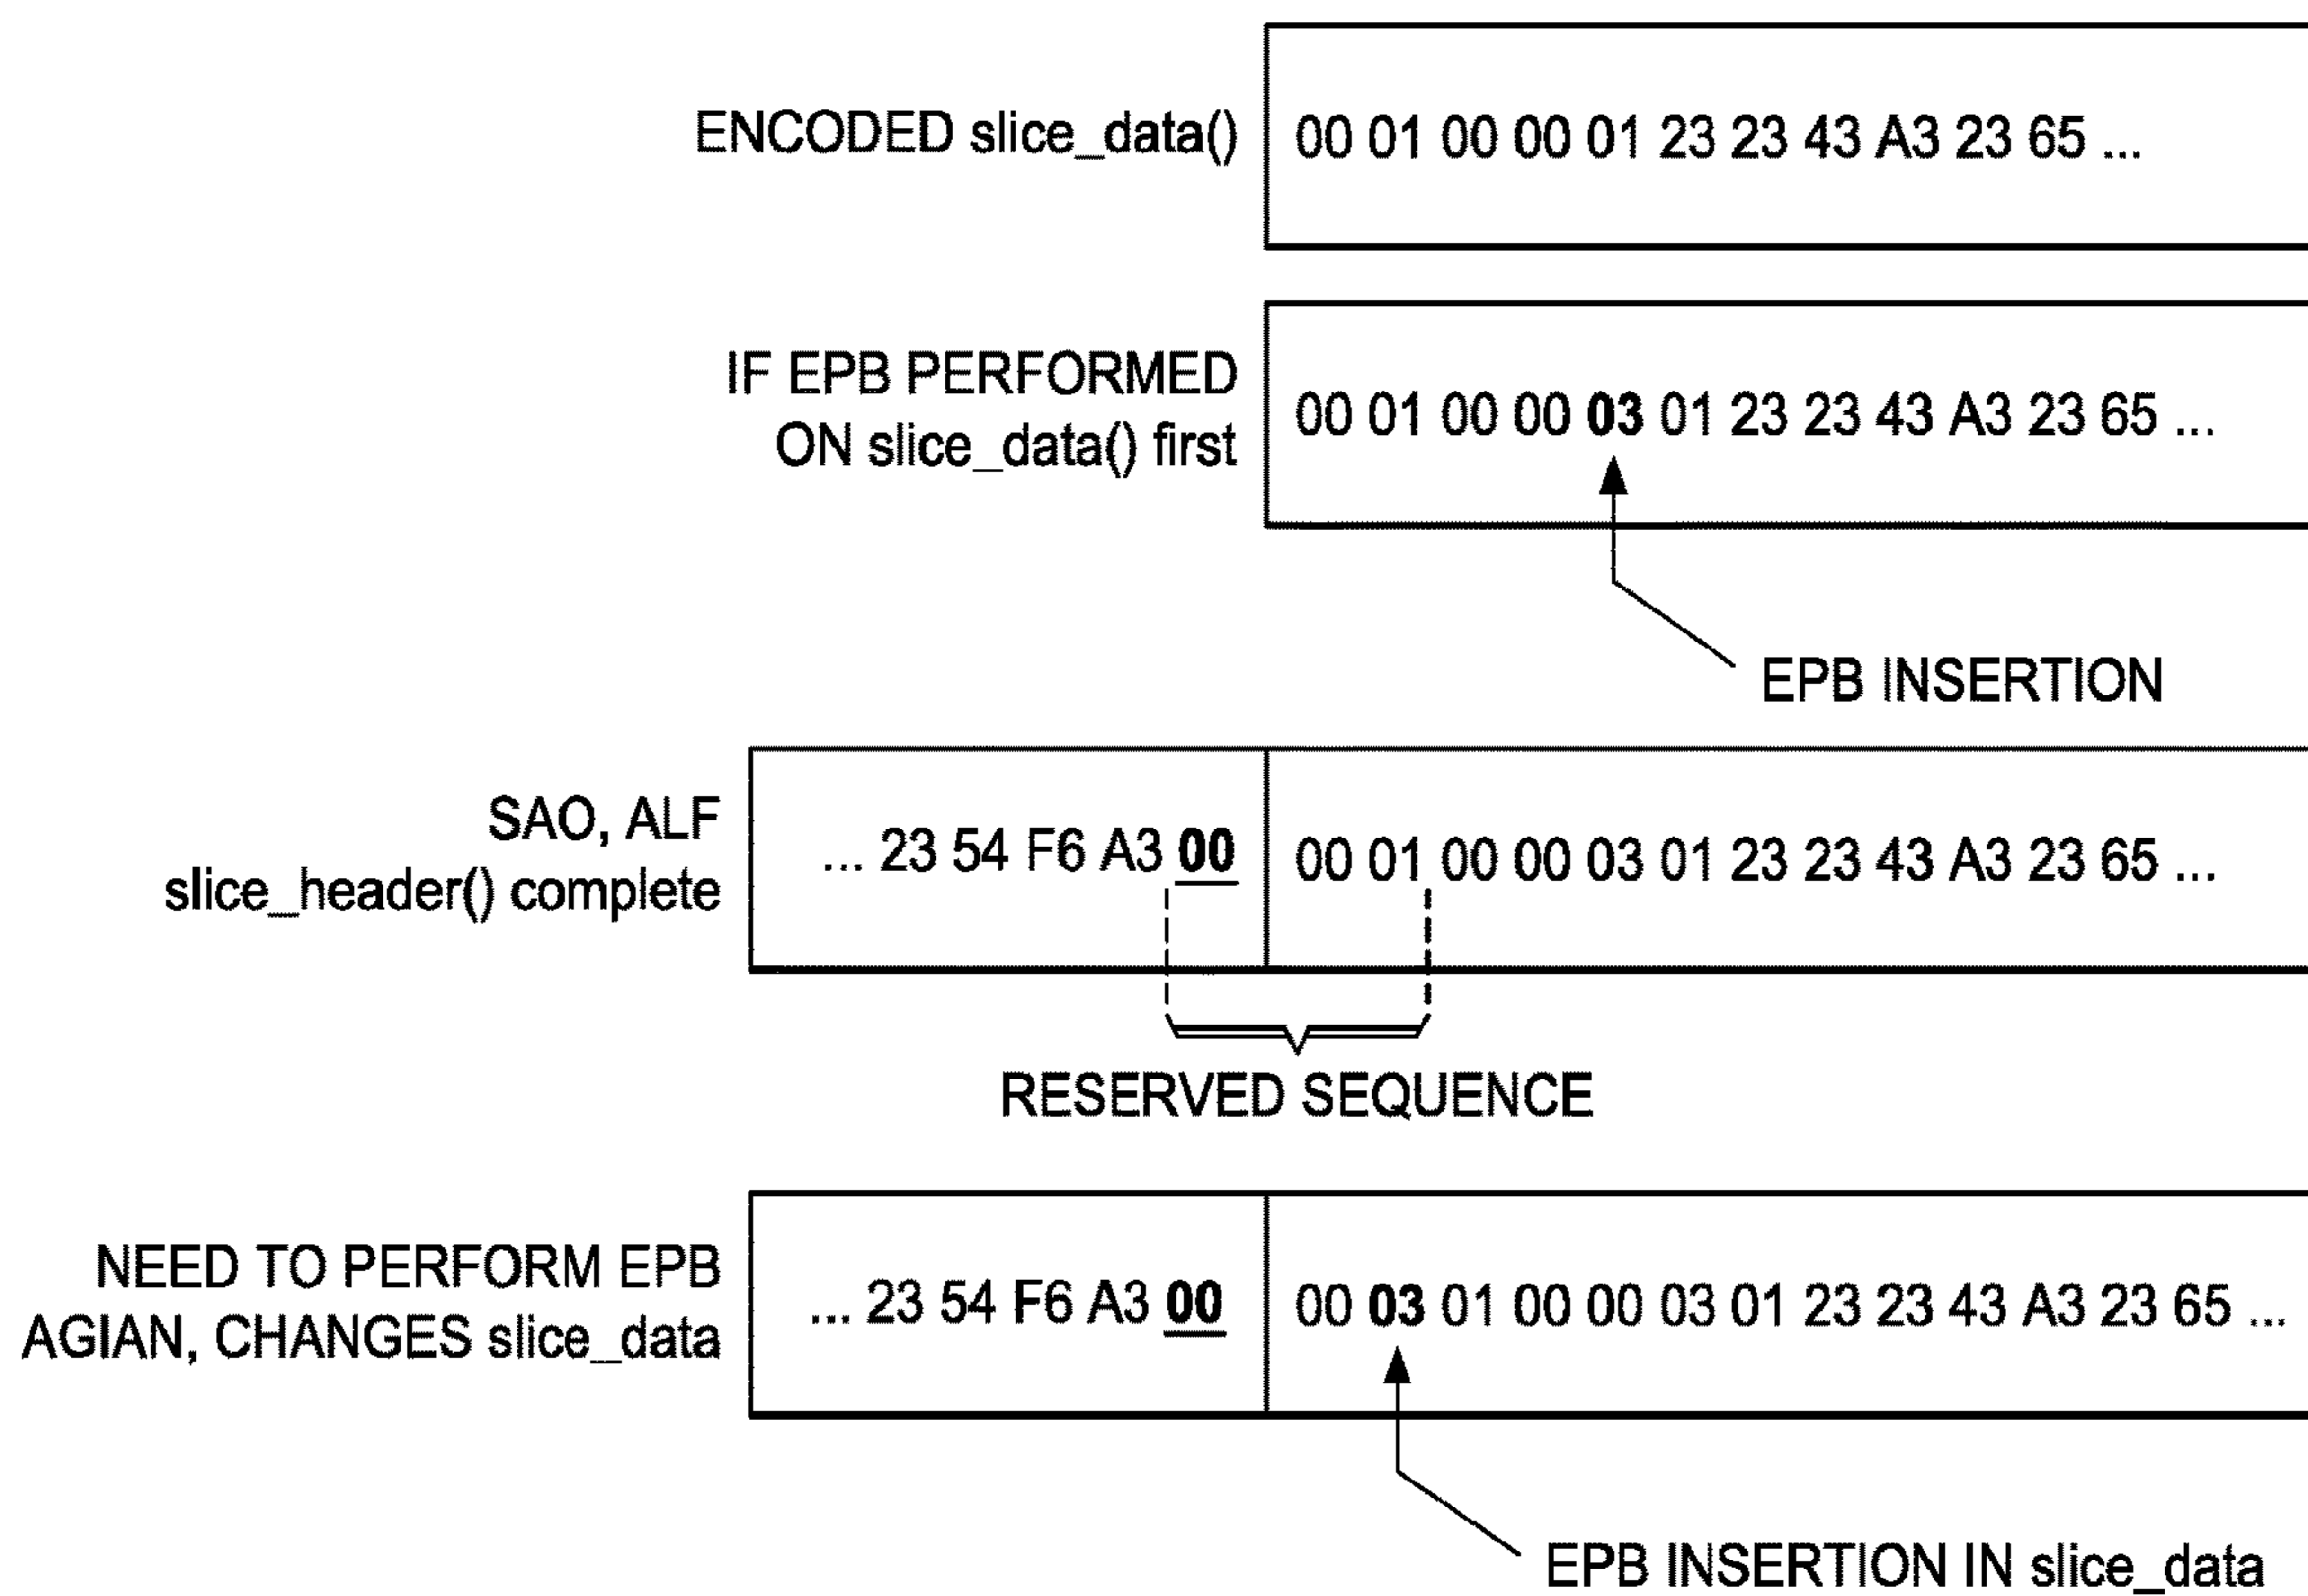 ENCODED slice_data()
00 01 00 00 01 23 23 43 A3 23 65 ...
IF EPB PERFORMED
ON slice_data() first
00 01 00 00 03 01 23 23 43 A3 23 65 ...
EPB INSERTION
SAO, ALF
slice_header() complete
... 23 54 F6 A3 00
00 01 00 00 03 01 23 23 43 A3 23 65 ...
RESERVED SEQUENCE
NEED TO PERFORM EPB
AGIAN, CHANGES slice_data
... 23 54 F6 A3 00
00 03 01 00 00 03 01 23 23 43 A3 23 65 ...
EPB INSERTION IN slice_data